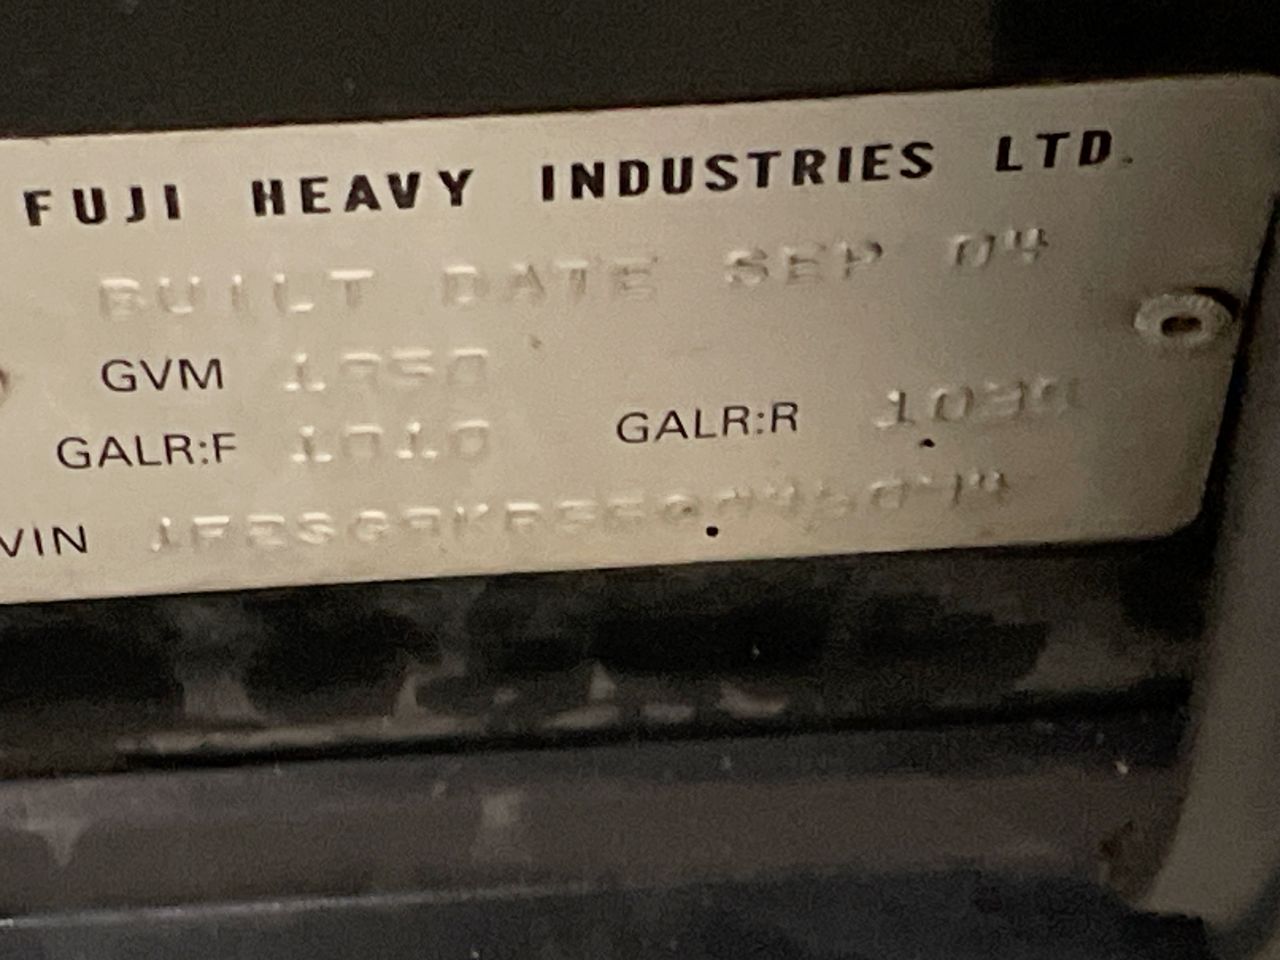 FUJI HEAVY INDUSTRIES LTD.
BUILT DATE SEP 04
GVM 1950
GALR:F 1010 GALR:R
VIN